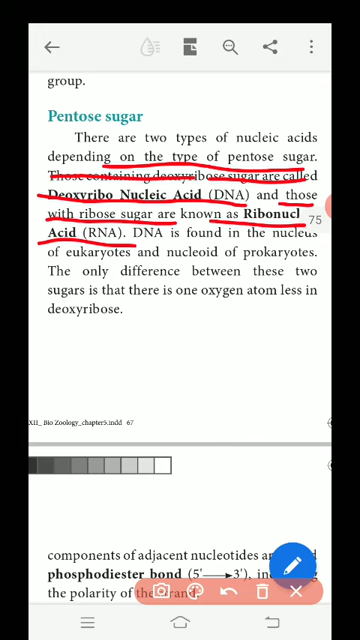 group.
Pentose sugar
There are two types of nucleic acids
depending on the type of pentose sugar.
Those containing deoxyribose sugar are called
Deoxyribo Nucleic Acid (DNA) and those
with ribose sugar are known as Ribonucl
75
Acid (RNA). DNA is found in the nucleus
of eukaryotes and nucleoid of prokaryotes.
The only difference between these two
sugars is that there is one oxygen atom less in
deoxyribose.
XII_ Bio Zoology_chapter5.indd 67
components of adjacent nucleotides
phosphodiester bond (5' 3'),
the polarity of the strand